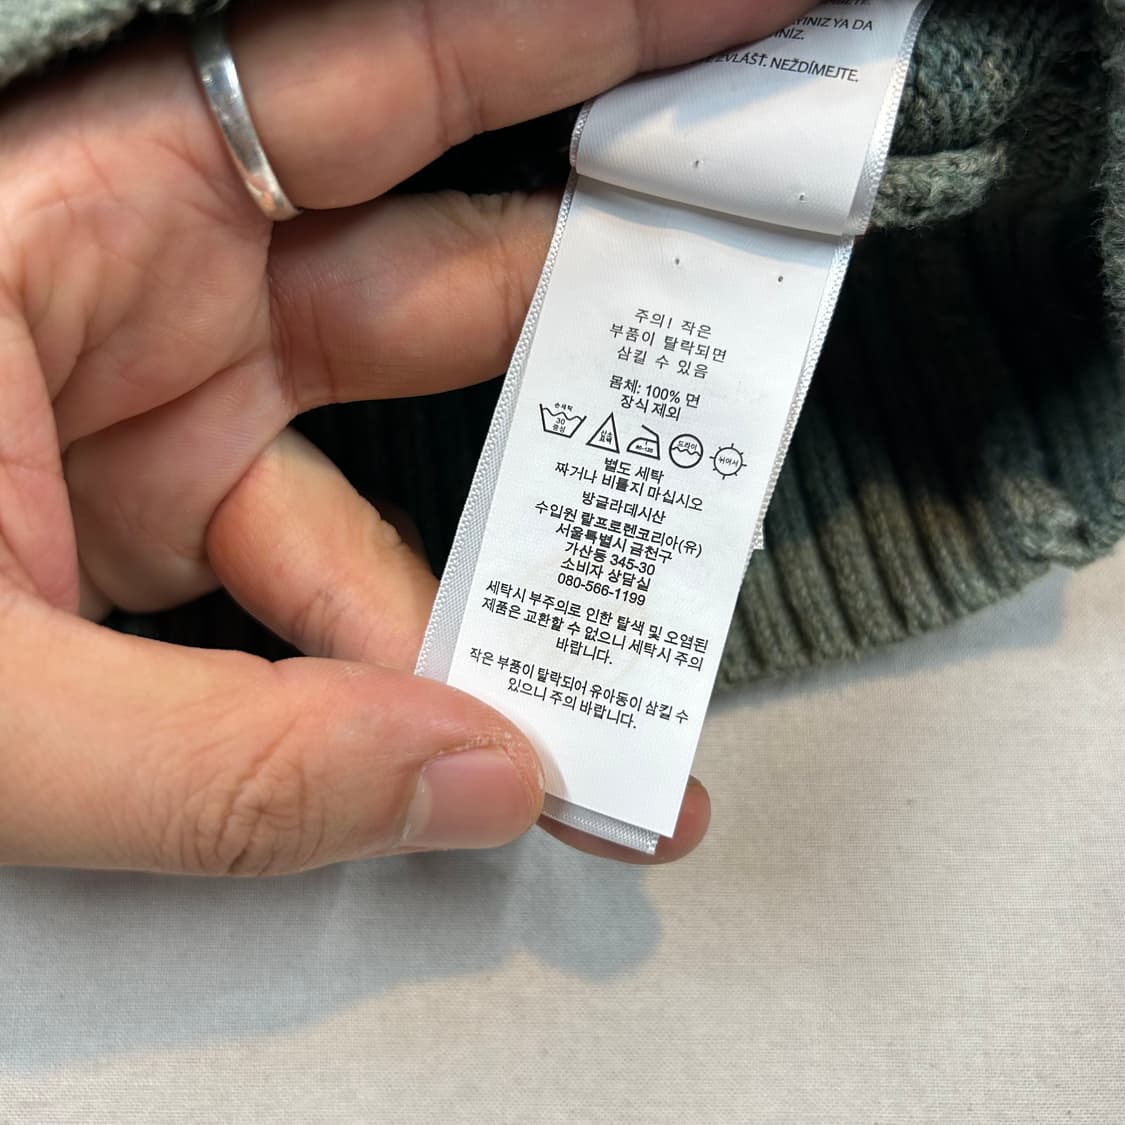 YINIZ YA DA
NIZ.
ZVLÁŠŤ. NEŽDÍMEJTE.
주의! 작은
부품이 탈락되면
삼킬 수 있음
몸체: 100% 면
장식 제외
손세탁
30
중성
산소
표백
80-120
드라이
뉘어서
별도 세탁
짜거나 비틀지 마십시오
방글라데시산
수입원 랄프로렌코리아(유)
서울특별시 금천구
가산동 345-30
소비자 상담실
080-566-1199
세탁시 부주의로 인한 탈색 및 오염된
제품은 교환할 수 없으니 세탁시 주의
바랍니다.
작은 부품이 탈락되어 유아동이 삼킬 수
있으니 주의 바랍니다.